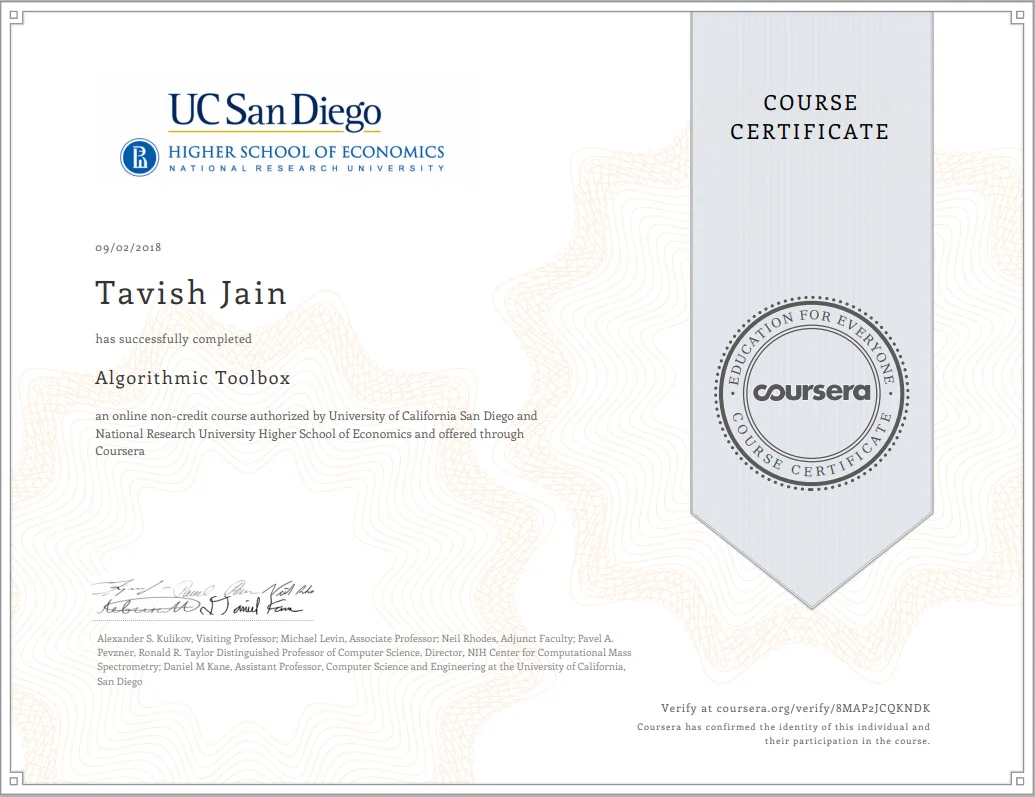 UC San Diego
HIGHER SCHOOL OF ECONOMICS
NATIONAL RESEARCH UNIVERSITY
COURSE
CERTIFICATE
09/02/2018
Tavish Jain
has successfully completed
Algorithmic Toolbox
an online non-credit course authorized by University of California San Diego and
National Research University Higher School of Economics and offered through
Coursera
EDUCATION FOR EVERYONE
coursera
COURSE CERTIFICATE
Alexander S. Kulikov, Visiting Professor; Michael Levin, Associate Professor; Neil Rhodes, Adjunct Faculty; Pavel A.
Pevzner, Ronald R. Taylor Distinguished Professor of Computer Science, Director, NIH Center for Computational Mass
Spectrometry; Daniel M Kane, Assistant Professor, Computer Science and Engineering at the University of California,
San Diego
Verify at coursera.org/verify/8MAP2JCQKNDK
Coursera has confirmed the identity of this individual and
their participation in the course.